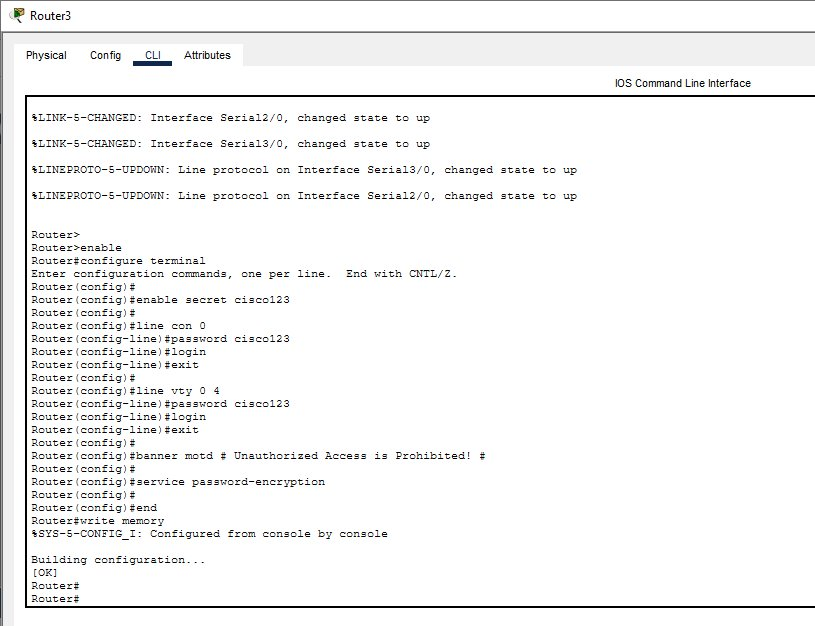 Router3
Physical Config CLI Attributes
IOS Command Line Interface
%LINK-5-CHANGED: Interface Serial2/0, changed state to up
%LINK-5-CHANGED: Interface Serial3/0, changed state to up
%LINEPROTO-5-UPDOWN: Line protocol on Interface Serial3/0, changed state to up
%LINEPROTO-5-UPDOWN: Line protocol on Interface Serial2/0, changed state to up
Router>
Router>enable
Router#configure terminal
Enter configuration commands, one per line.  End with CNTL/Z.
Router(config)#
Router(config)#enable secret cisco123
Router(config)#
Router(config)#line con 0
Router(config-line)#password cisco123
Router(config-line)#login
Router(config-line)#exit
Router(config)#
Router(config)#line vty 0 4
Router(config-line)#password cisco123
Router(config-line)#login
Router(config-line)#exit
Router(config)#
Router(config)#banner motd # Unauthorized Access is Prohibited! #
Router(config)#
Router(config)#service password-encryption
Router(config)#
Router(config)#end
Router#write memory
%SYS-5-CONFIG_I: Configured from console by console
Building configuration...
[OK]
Router#
Router#